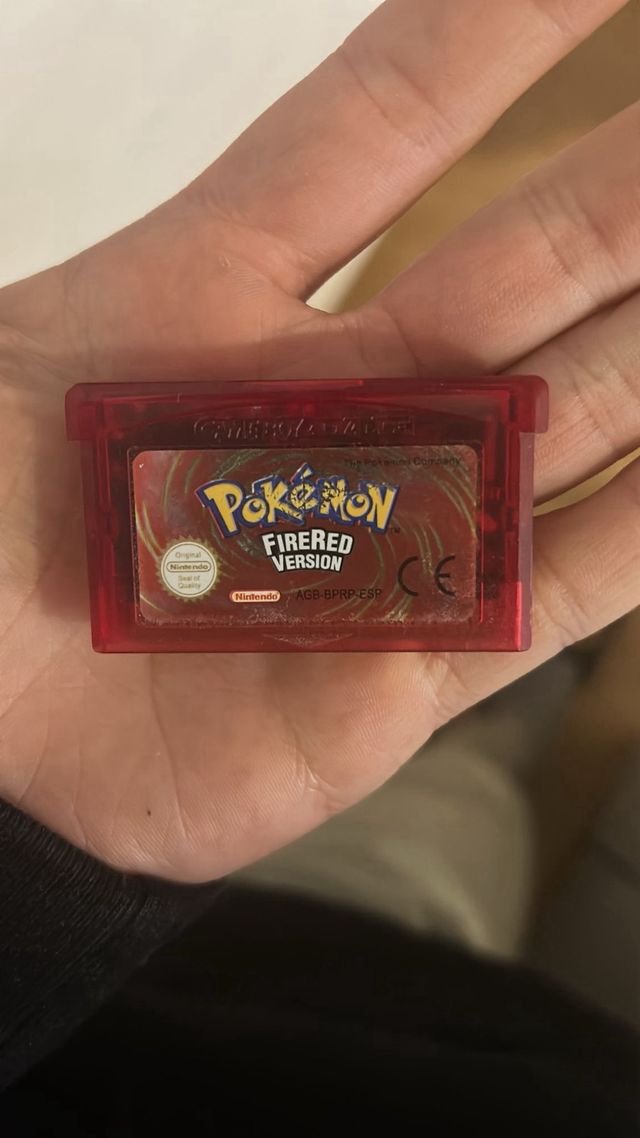 GAME BOY ADVANCE
The Pokémon Company
POKéMON
™
FIRERED
VERSION
Original
Nintendo
Seal of
Quality
Nintendo
AGB-BPRP-ESP
CE